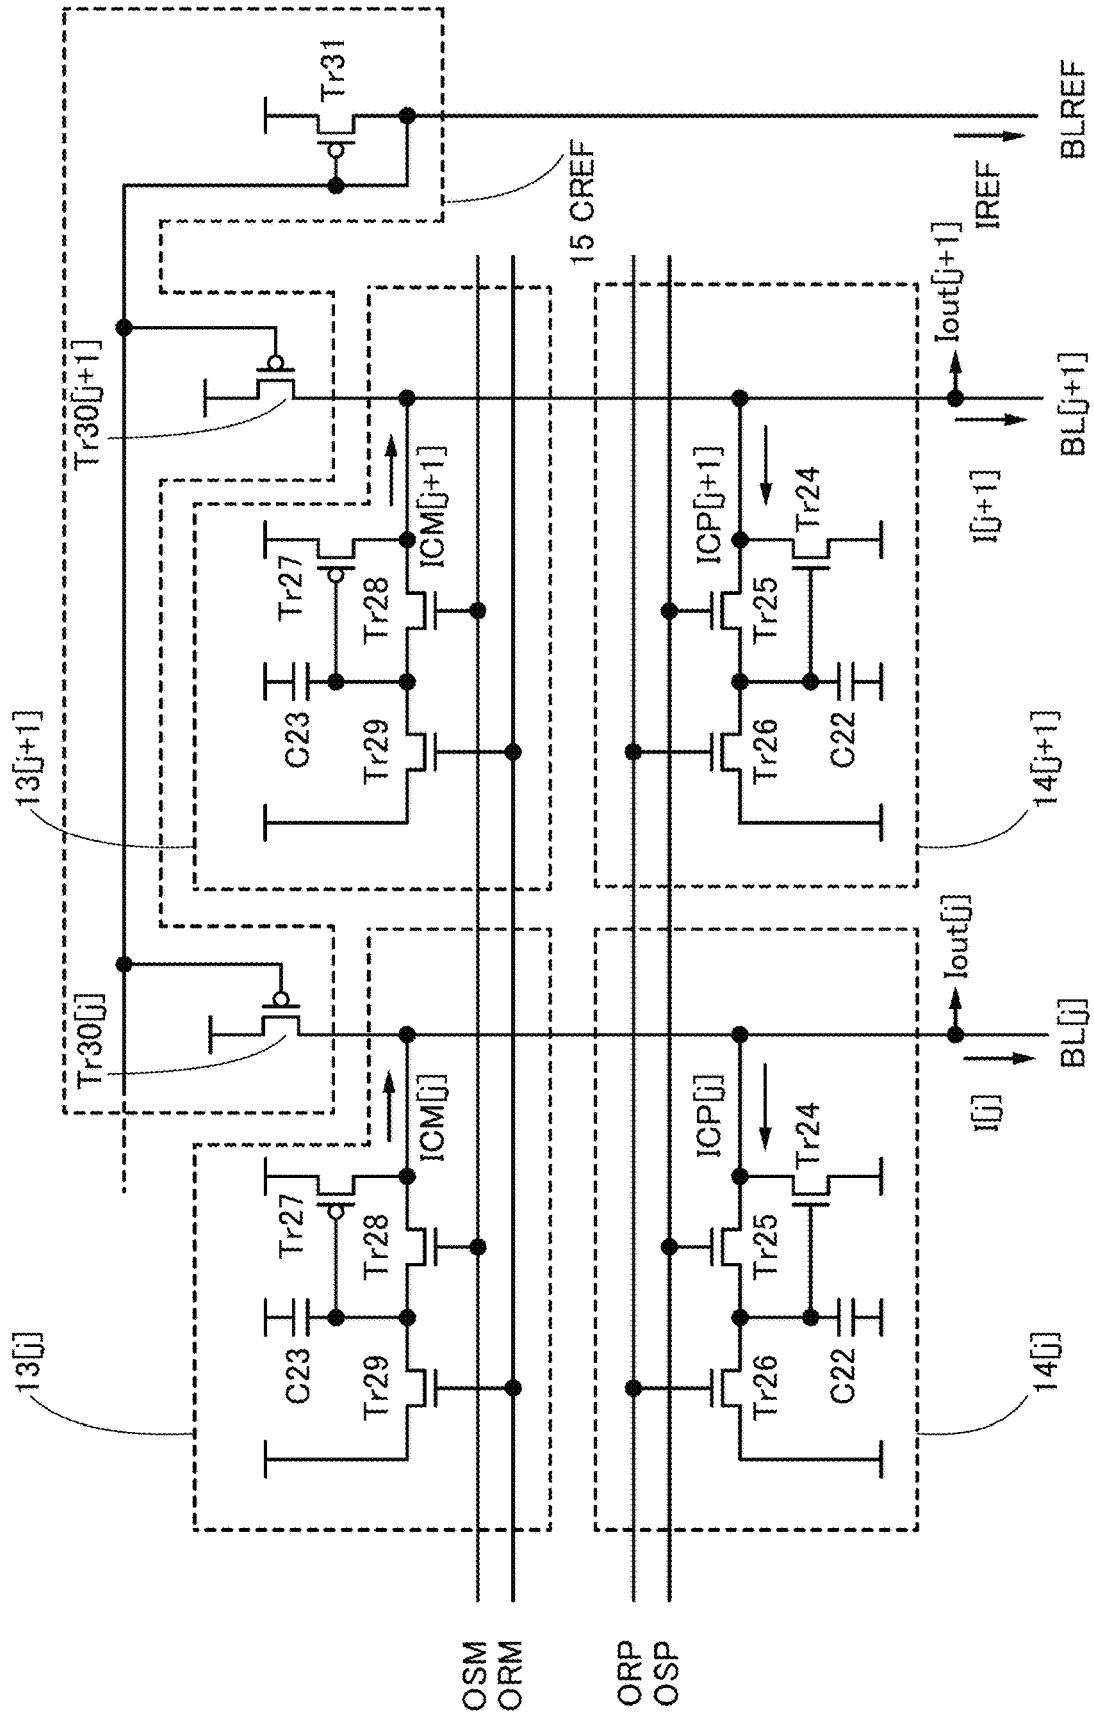 13[j]
13[j+1]
Tr30[j]
Tr30[j+1]
Tr31
C23
Tr27
C23
Tr27
Tr29
Tr28
ICM[j]
Tr29
Tr28
ICM[j+1]
15 CREF
OSM
ORM
ORP
OSP
Tr26
Tr25
ICP[j]
Tr26
Tr25
ICP[j+1]
C22
Tr24
C22
Tr24
Iout[j]
Iout[j+1]
I[j]
I[j+1]
IREF
14[j]
14[j+1]
BL[j]
BL[j+1]
BLREF